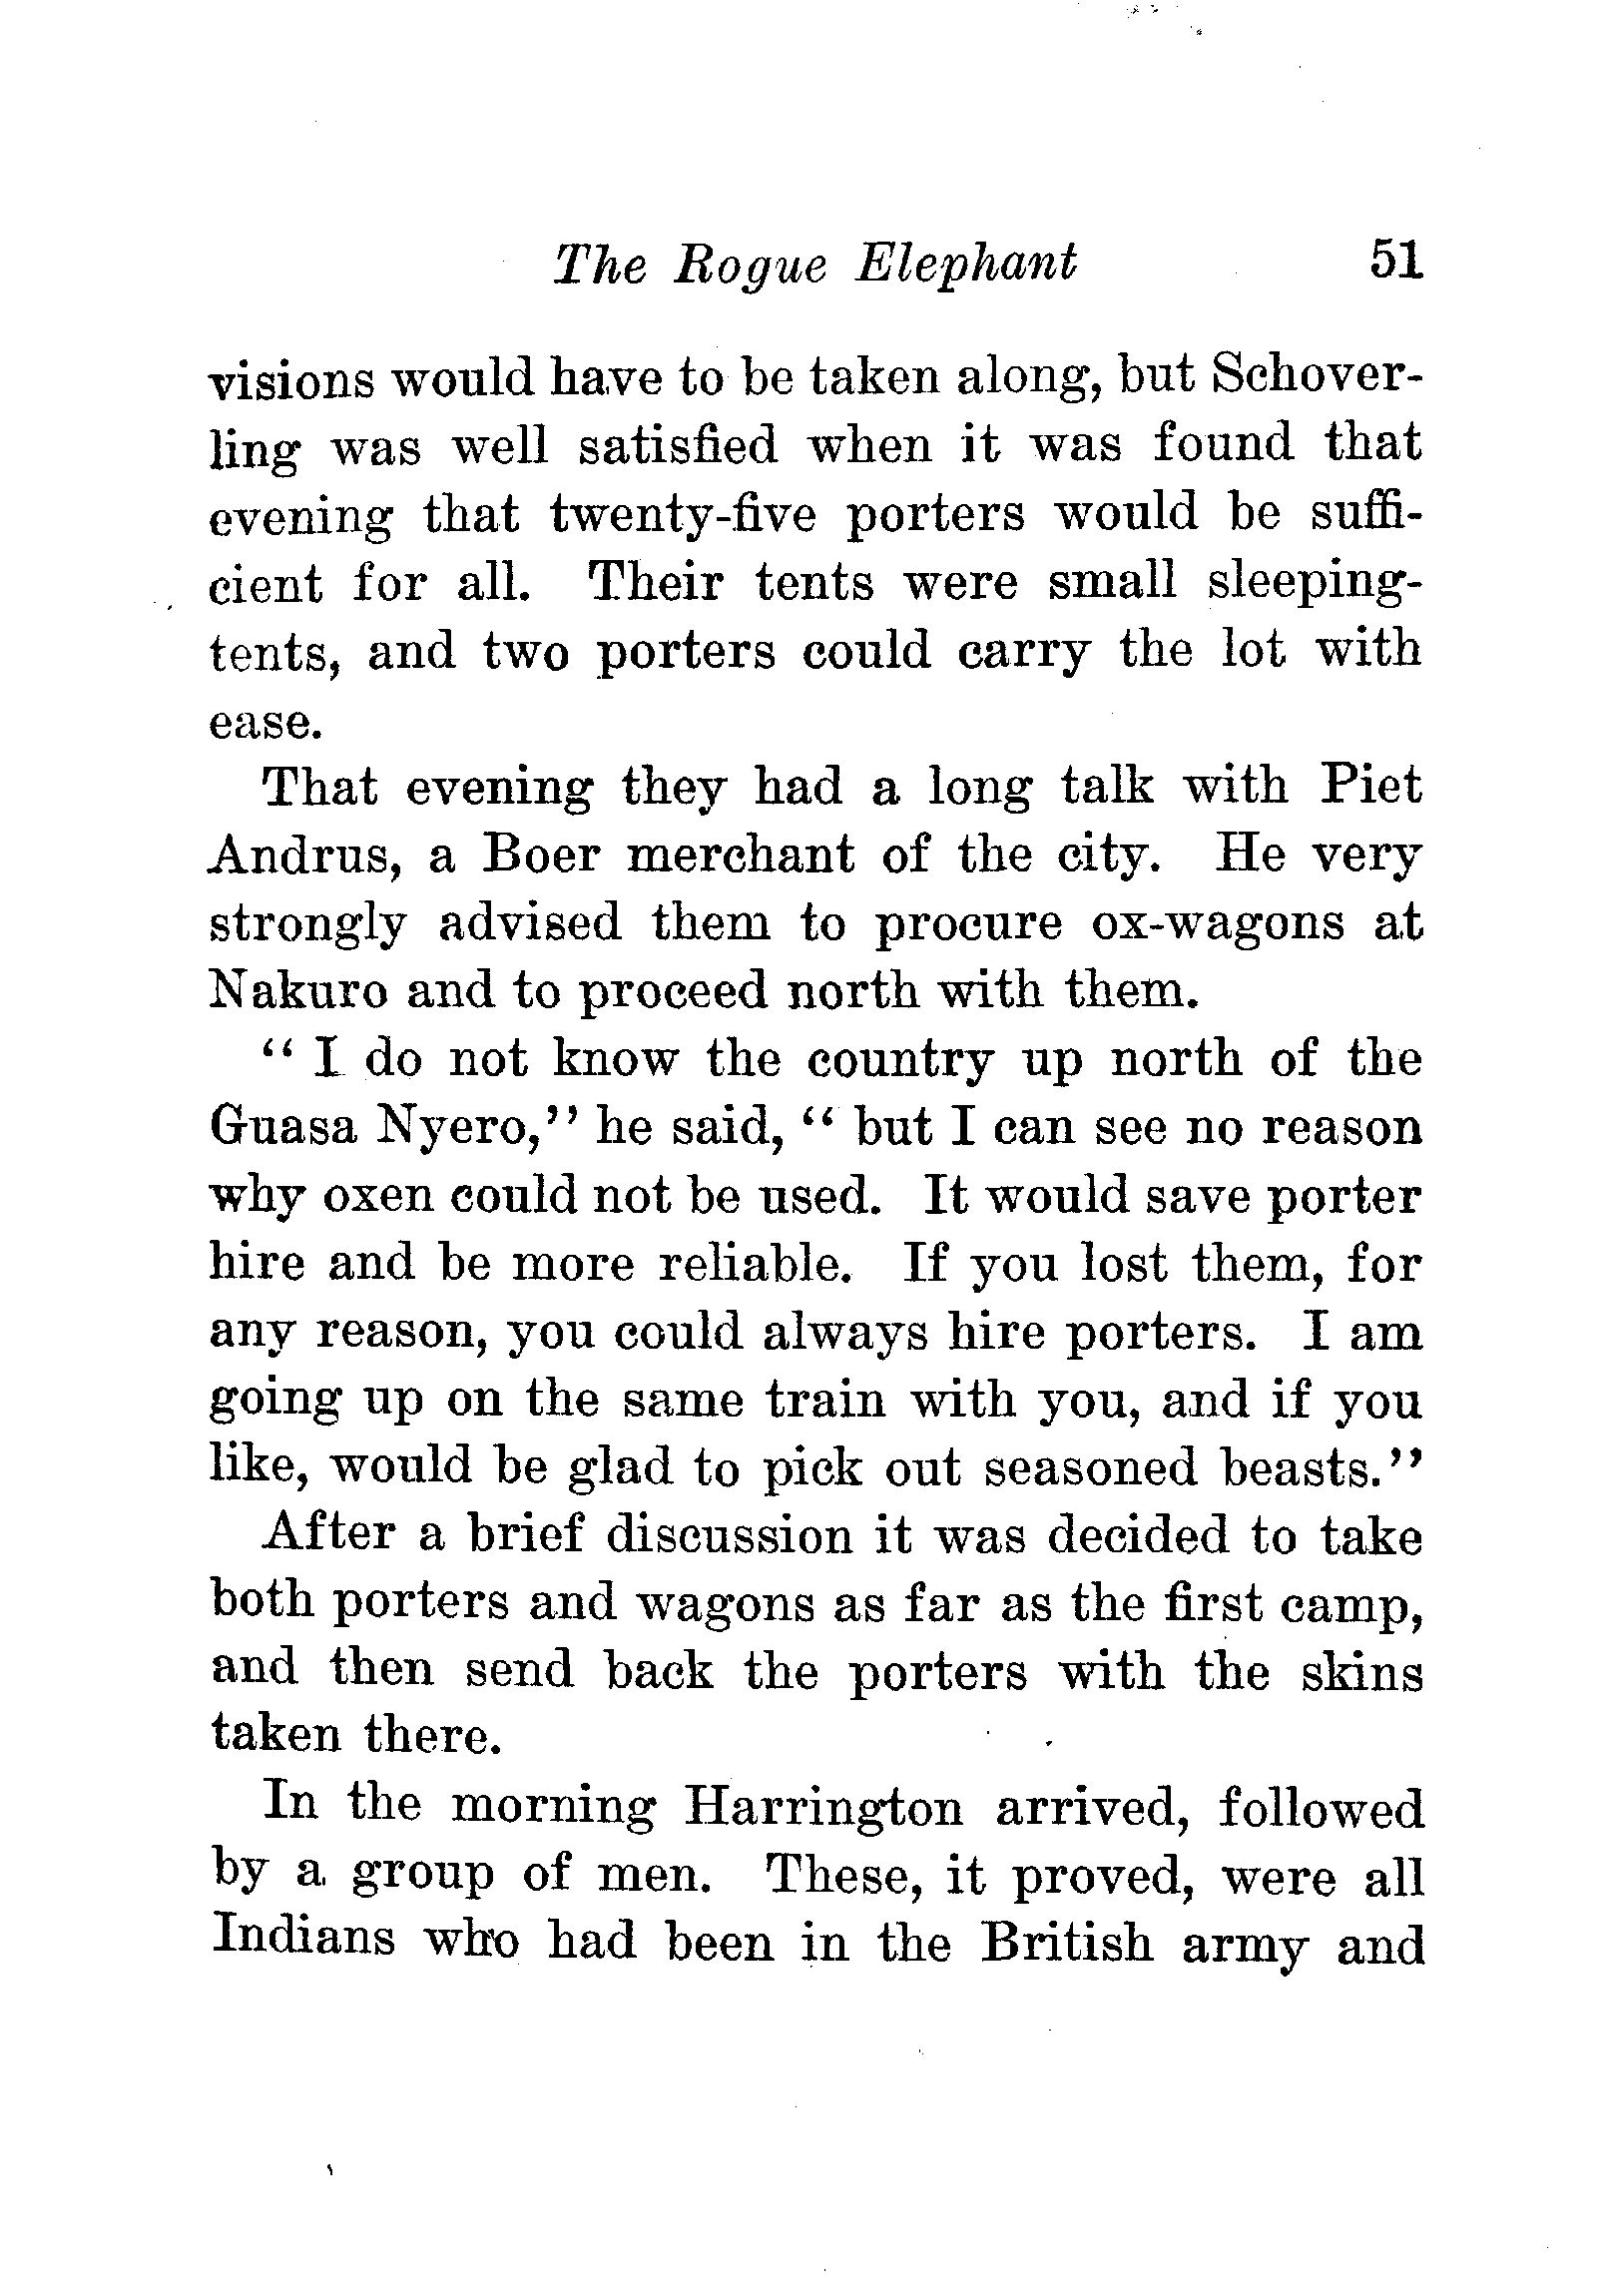 The Rogue Elephant 51
visions would have to be taken along, but Schover-
ling was well satisfied when it was found that
evening that twenty-five porters would be suffi-
cient for all. Their tents were small sleeping-
tents, and two porters could carry the lot with
ease.
That evening they had a long talk with Piet
Andrus, a Boer merchant of the city. He very
strongly advised them to procure ox-wagons at
Nakuro and to proceed north with them.
" I do not know the country up north of the
Guasa Nyero," he said, " but I can see no reason
why oxen could not be used. It would save porter
hire and be more reliable. If you lost them, for
any reason, you could always hire porters. I am
going up on the same train with you, and if you
like, would be glad to pick out seasoned beasts."
After a brief discussion it was decided to take
both porters and wagons as far as the first camp,
and then send back the porters with the skins
taken there.
In the morning Harrington arrived, followed
by a group of men. These, it proved, were all
Indians who had been in the British army and